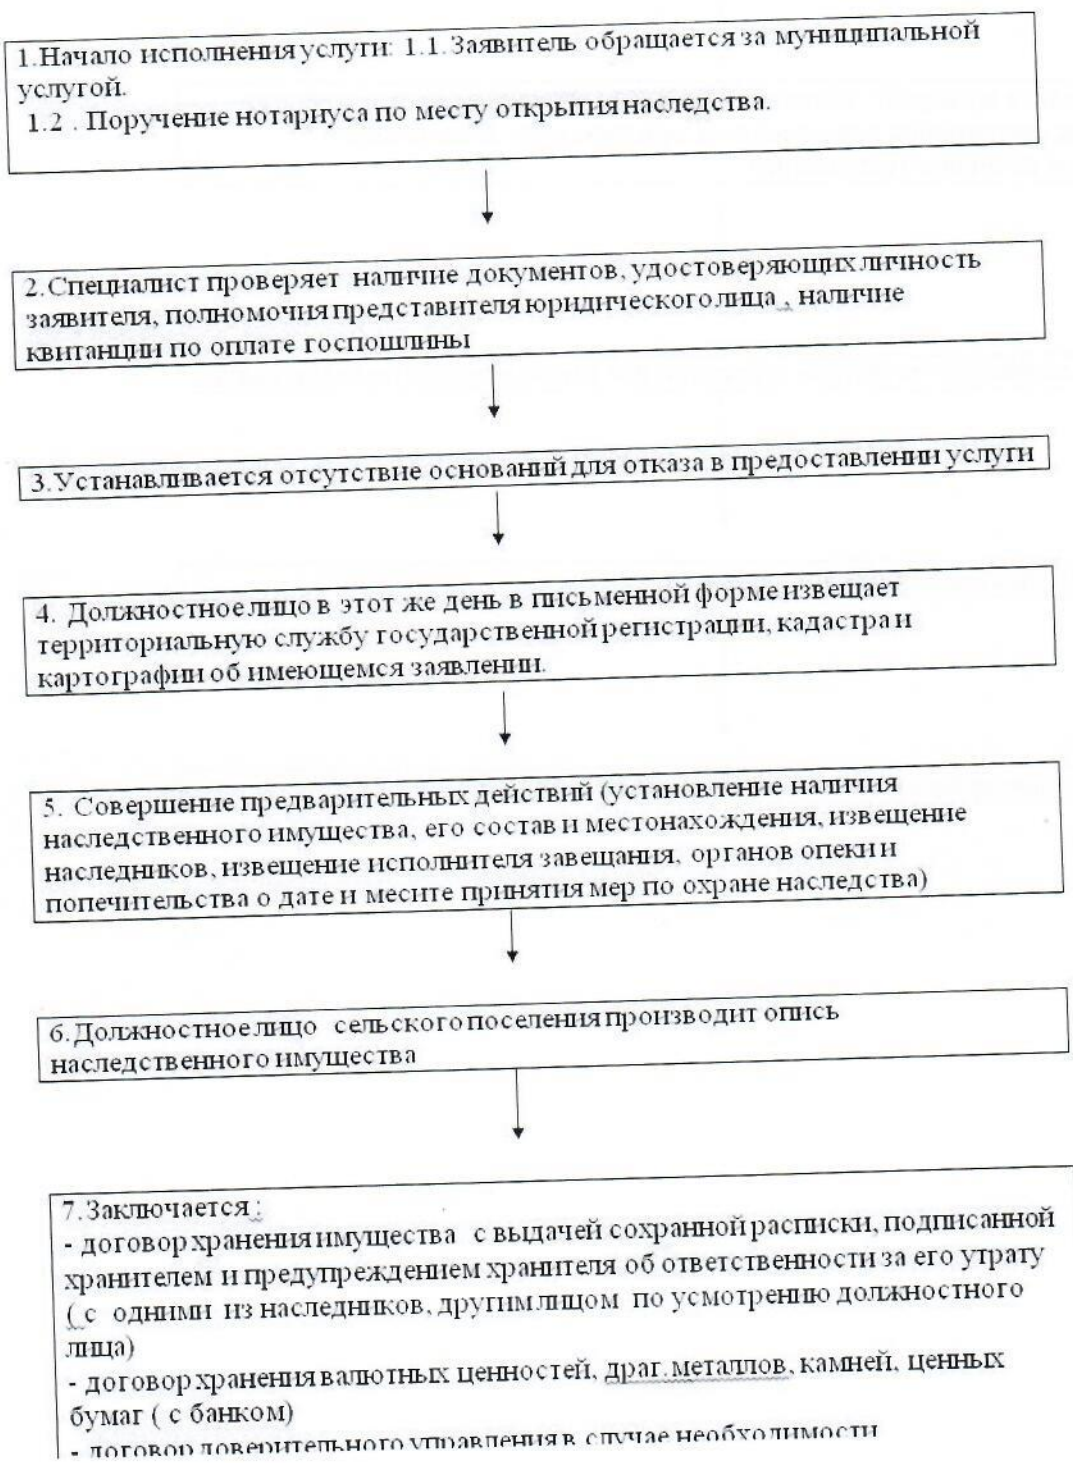 1.Начало исполнения услуги: 1.1. Заявитель обращается за муниципальной
услугой.
1.2 . Поручение нотариуса по месту открытия наследства.
2.Специалист проверяет наличие документов, удостоверяющих личность
заявителя, полномочия представителя юридического лица , наличие
квитанции по оплате госпошлины
3.Устанавливается отсутствие оснований для отказа в предоставлении услуги
4. Должностное лицо в этот же день в письменной форме извещает
территориальную службу государственной регистрации, кадастра и
картографии об имеющемся заявлении.
5. Совершение предварительных действий (установление наличия
наследственного имущества, его состав и местонахождения, извещение
наследников, извещение исполнителя завещания, органов опеки и
попечительства о дате и месите принятия мер по охране наследства)
6.Должностное лицо сельского поселения производит опись
наследственного имущества
7.Заключается :
- договор хранения имущества с выдачей сохранной расписки, подписанной
хранителем и предупреждением хранителя об ответственности за его утрату
( с одними из наследников, другим лицом по усмотрению должностного
лица)
- договор хранения валютных ценностей, драг.металлов, камней, ценных
бумаг ( с банком)
- договор доверительного управления в случае необходимости